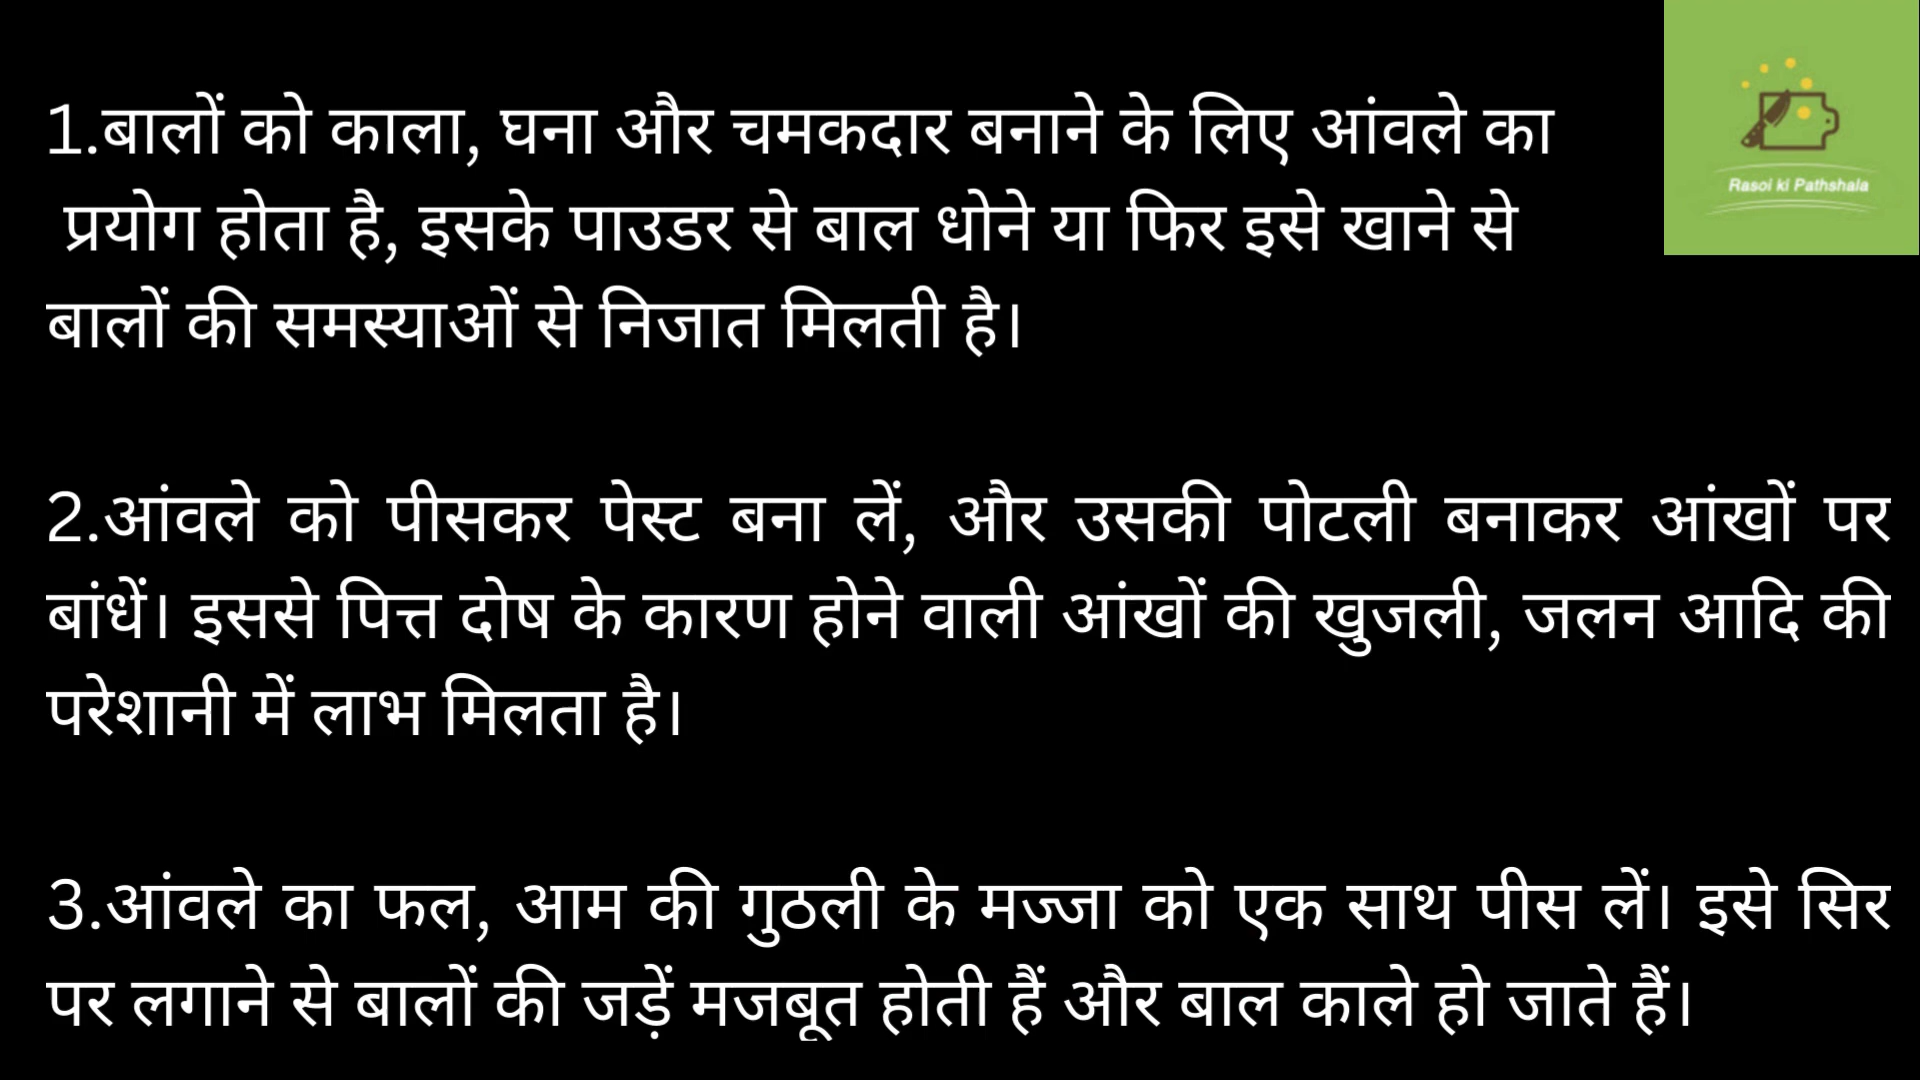 1.बालों को काला, घना और चमकदार बनाने के लिए आंवले का
प्रयोग होता है, इसके पाउडर से बाल धोने या फिर इसे खाने से
बालों की समस्याओं से निजात मिलती है।
2.आंवले को पीसकर पेस्ट बना लें, और उसकी पोटली बनाकर आंखों पर
बांधें। इससे पित्त दोष के कारण होने वाली आंखों की खुजली, जलन आदि की
परेशानी में लाभ मिलता है।
3.आंवले का फल, आम की गुठली के मज्जा को एक साथ पीस लें। इसे सिर
पर लगाने से बालों की जड़ें मजबूत होती हैं और बाल काले हो जाते हैं।
Rasoi ki Pathshala